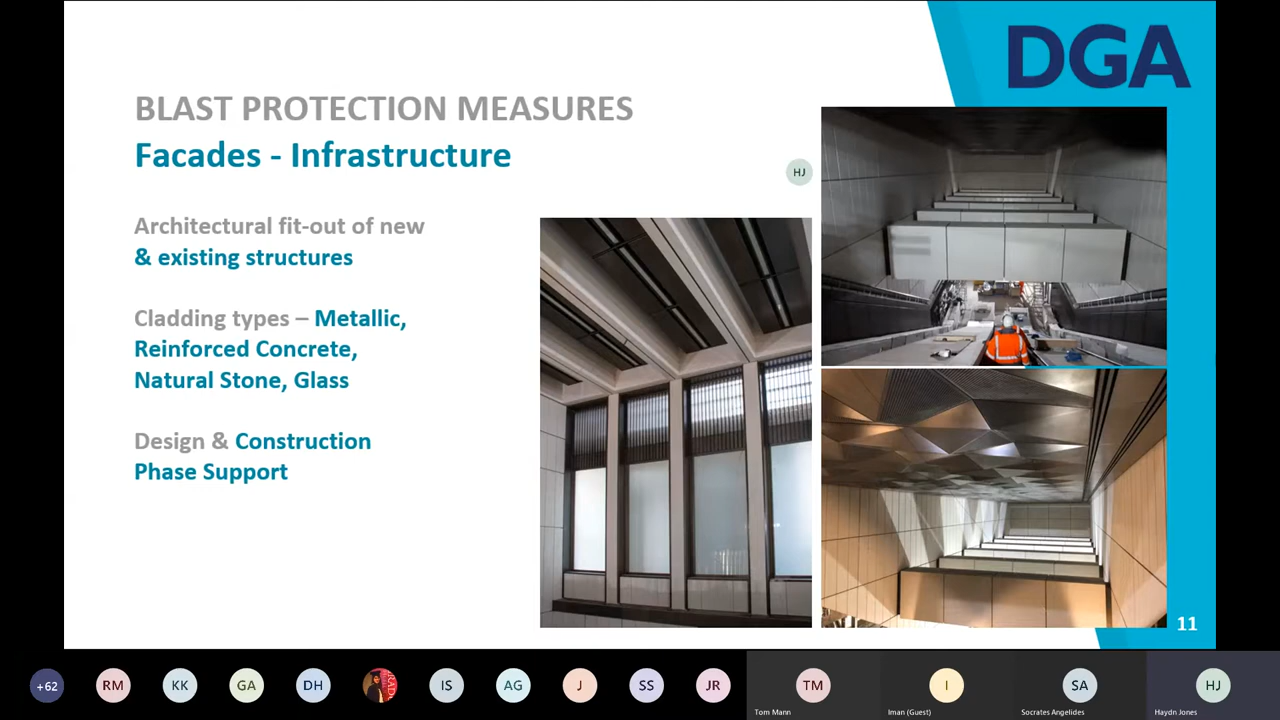 DGA
BLAST PROTECTION MEASURES
Facades - Infrastructure
HJ
Architectural fit-out of new
& existing structures
Cladding types – Metallic,
Reinforced Concrete,
Natural Stone, Glass
Design & Construction
Phase Support
11
+62
RM
KK
GA
DH
IS
AG
J
SS
JR
TM
I
SA
HJ
Tom Mann
Iman (Guest)
Socrates Angelides
Haydn Jones